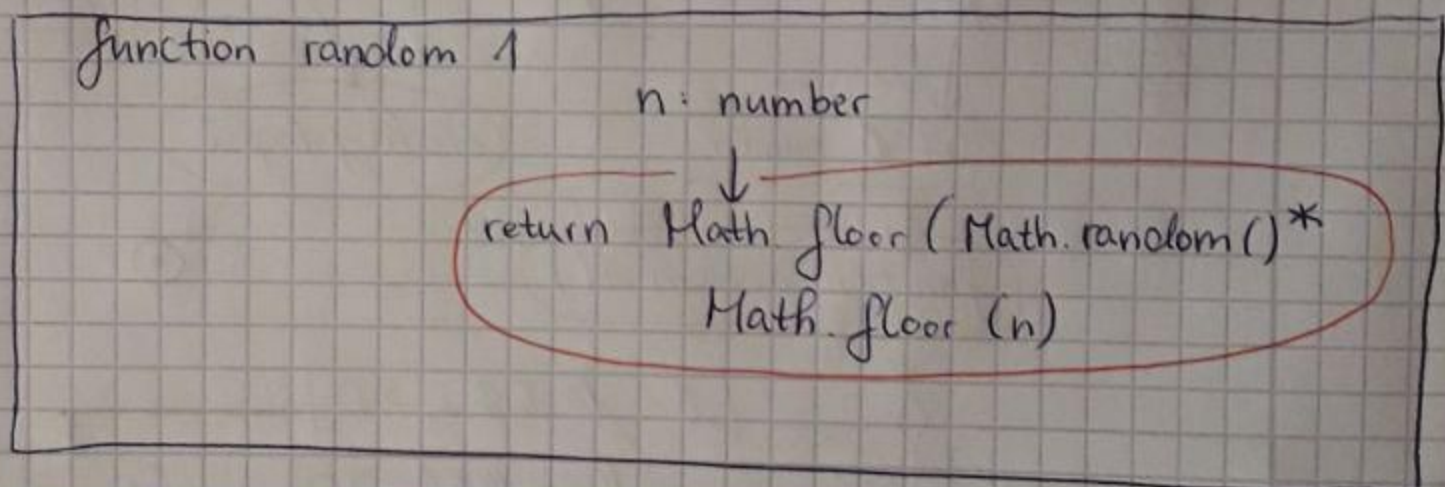 function random 1
n: number
return Math floor (Math.random()*
Math.floor (n)